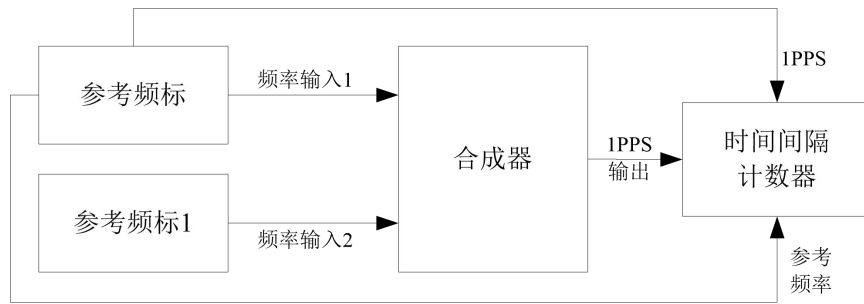 1PPS
参考频标
频率输入1
合成器
1PPS
输出
时间间隔
计数器
参考频标1
频率输入2
参考
频率